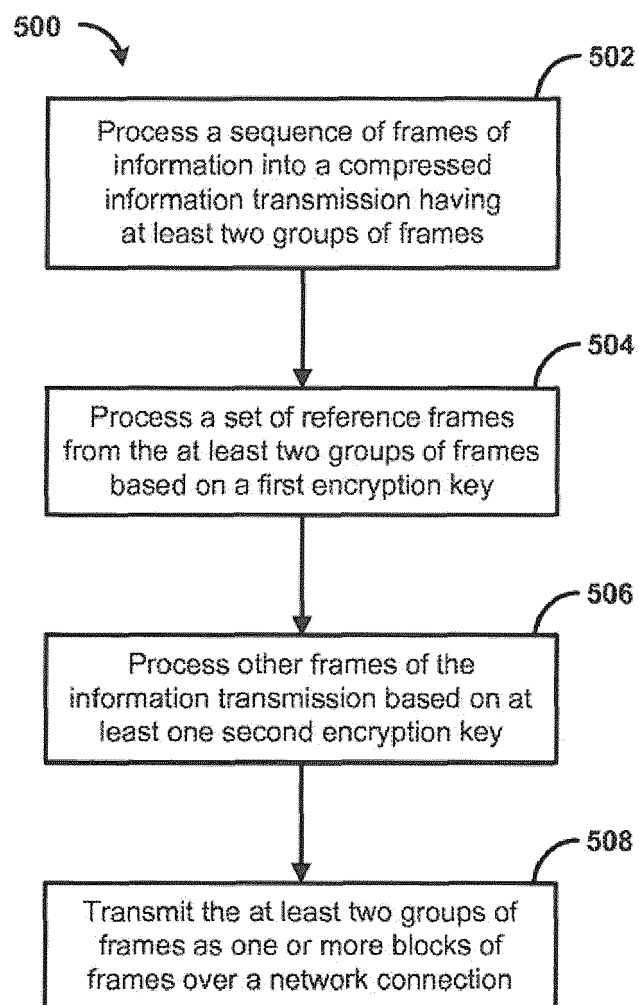 500
502
Process a sequence of frames of
information into a compressed
information transmission having
at least two groups of frames
504
Process a set of reference frames
from the at least two groups of frames
based on a first encryption key
506
Process other frames of the
information transmission based on at
least one second encryption key
508
Transmit the at least two groups of
frames as one or more blocks of
frames over a network connection